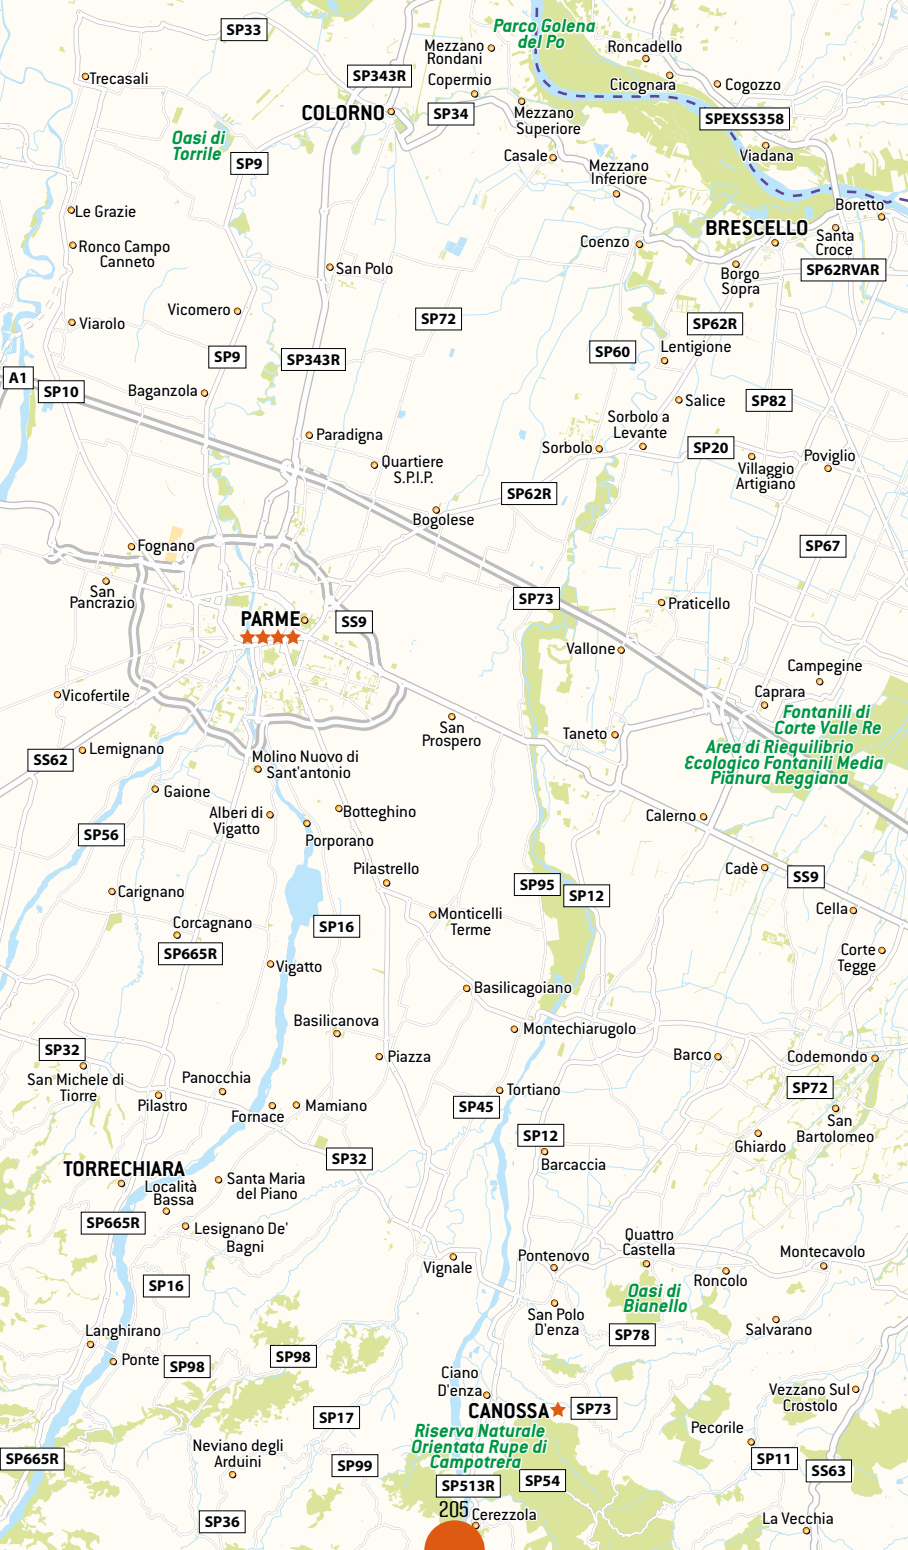 Parco Golena
del Po
SP33
Mezzano
Rondani
Roncadello
Trecasali
SP343R
Copermio
Cicognara
Cogozzo
COLORNO
SP34
Mezzano
Superiore
SPEXSS358
Oasi di
Torrile
SP9
Casale
Mezzano
Inferiore
Viadana
Le Grazie
Boretto
BRESCELLO
Santa
Croce
Ronco Campo
Canneto
Coenzo
San Polo
Borgo
Sopra
SP62RVAR
Vicomero
Viarolo
SP72
SP62R
Lentigione
SP9
SP343R
SP60
A1
SP10
Baganzola
Salice
SP82
Sorbolo a
Levante
Paradigna
Sorbolo
SP20
Poviglio
Quartiere
S.P.I.P.
Villaggio
Artigiano
SP62R
Bogolese
Fognano
SP67
San
Pancrazio
SP73
Praticello
PARME
SS9
Vallone
Campegine
Vicofertile
Caprara
Fontanili di
Corte Valle Re
San
Prospero
Taneto
Lemignano
SS62
Area di Riequilibrio
Ecologico Fontanili Media
Pianura Reggiana
Molino Nuovo di
Sant'antonio
Gaione
Alberi di
Vigatto
Botteghino
Calerno
SP56
Porporano
Pilastrello
Cadè
SS9
SP95
SP12
Carignano
Cella
Monticelli
Terme
Corcagnano
SP16
SP665R
Corte
Tegge
Vigatto
Basilicagoiano
Basilicanova
Montechiarugolo
SP32
Piazza
Barco
Codemondo
San Michele di
Tiorre
Panocchia
SP72
Tortiano
Pilastro
Fornace
Mamiano
SP45
San
Bartolomeo
SP12
Ghiardo
SP32
Barcaccia
TORRECHIARA
Località
Bassa
Santa Maria
del Piano
SP665R
Lesignano De'
Bagni
Quattro
Castella
Vignale
Pontenovo
Montecavolo
Roncolo
SP16
Oasi di
Bianello
San Polo
D'enza
SP78
Salvarano
Langhirano
Ponte
SP98
SP98
Ciano
D'enza
Vezzano Sul
Crostolo
CANOSSA
SP73
SP17
Riserva Naturale
Orientata Rupe di
Campotrera
Pecorile
Neviano degli
Arduini
SP665R
SP99
SP11
SS63
SP513R
SP54
205
Cerezzola
SP36
La Vecchia